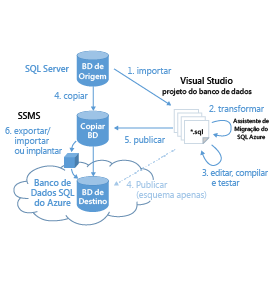 SQL Server
BD de
Origem
1. importar
Visual Studio
projeto do banco de dados
4. copiar
2. transformar
SSMS
Copiar
BD
*.sql
Assistente de
Migração do
SQL Azure
6. exportar/
importar
ou implantar
5. publicar
3. editar, compilar
e testar
Banco de
Dados SQL
do Azure
BD de
Destino
4. Publicar
(esquema apenas)